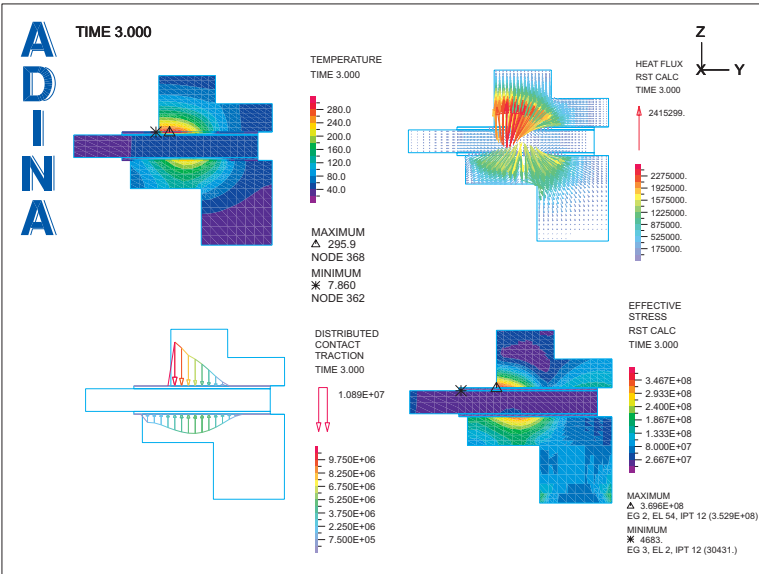 ADINA
TIME 3.000
TEMPERATURE
TIME 3.000
280.0
240.0
200.0
160.0
120.0
80.0
40.0
MAXIMUM
295.9
NODE 368
MINIMUM
7.860
NODE 362
Z
X
Y
HEAT FLUX
RST CALC
TIME 3.000
2415299.
2275000.
1925000.
1575000.
1225000.
875000.
525000.
175000.
DISTRIBUTED
CONTACT
TRACTION
TIME 3.000
1.089E+07
9.750E+06
8.250E+06
6.750E+06
5.250E+06
3.750E+06
2.250E+06
7.500E+05
EFFECTIVE
STRESS
RST CALC
TIME 3.000
3.467E+08
2.933E+08
2.400E+08
1.867E+08
1.333E+08
8.000E+07
2.667E+07
MAXIMUM
3.696E+08
EG 2, EL 54, IPT 12 (3.529E+08)
MINIMUM
4683.
EG 3, EL 2, IPT 12 (30431.)